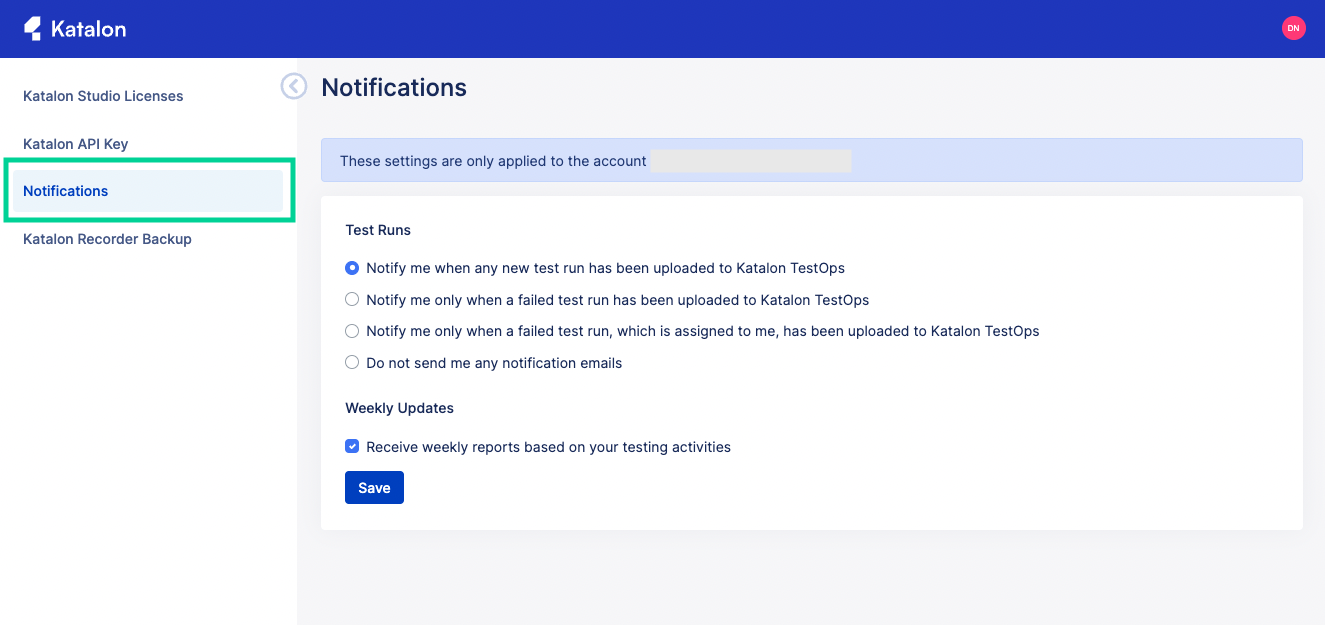 Katalon
DN
Katalon Studio Licenses
Katalon API Key
Notifications
Katalon Recorder Backup
Notifications
These settings are only applied to the account
Test Runs
Notify me when any new test run has been uploaded to Katalon TestOps
Notify me only when a failed test run has been uploaded to Katalon TestOps
Notify me only when a failed test run, which is assigned to me, has been uploaded to Katalon TestOps
Do not send me any notification emails
Weekly Updates
Receive weekly reports based on your testing activities
Save